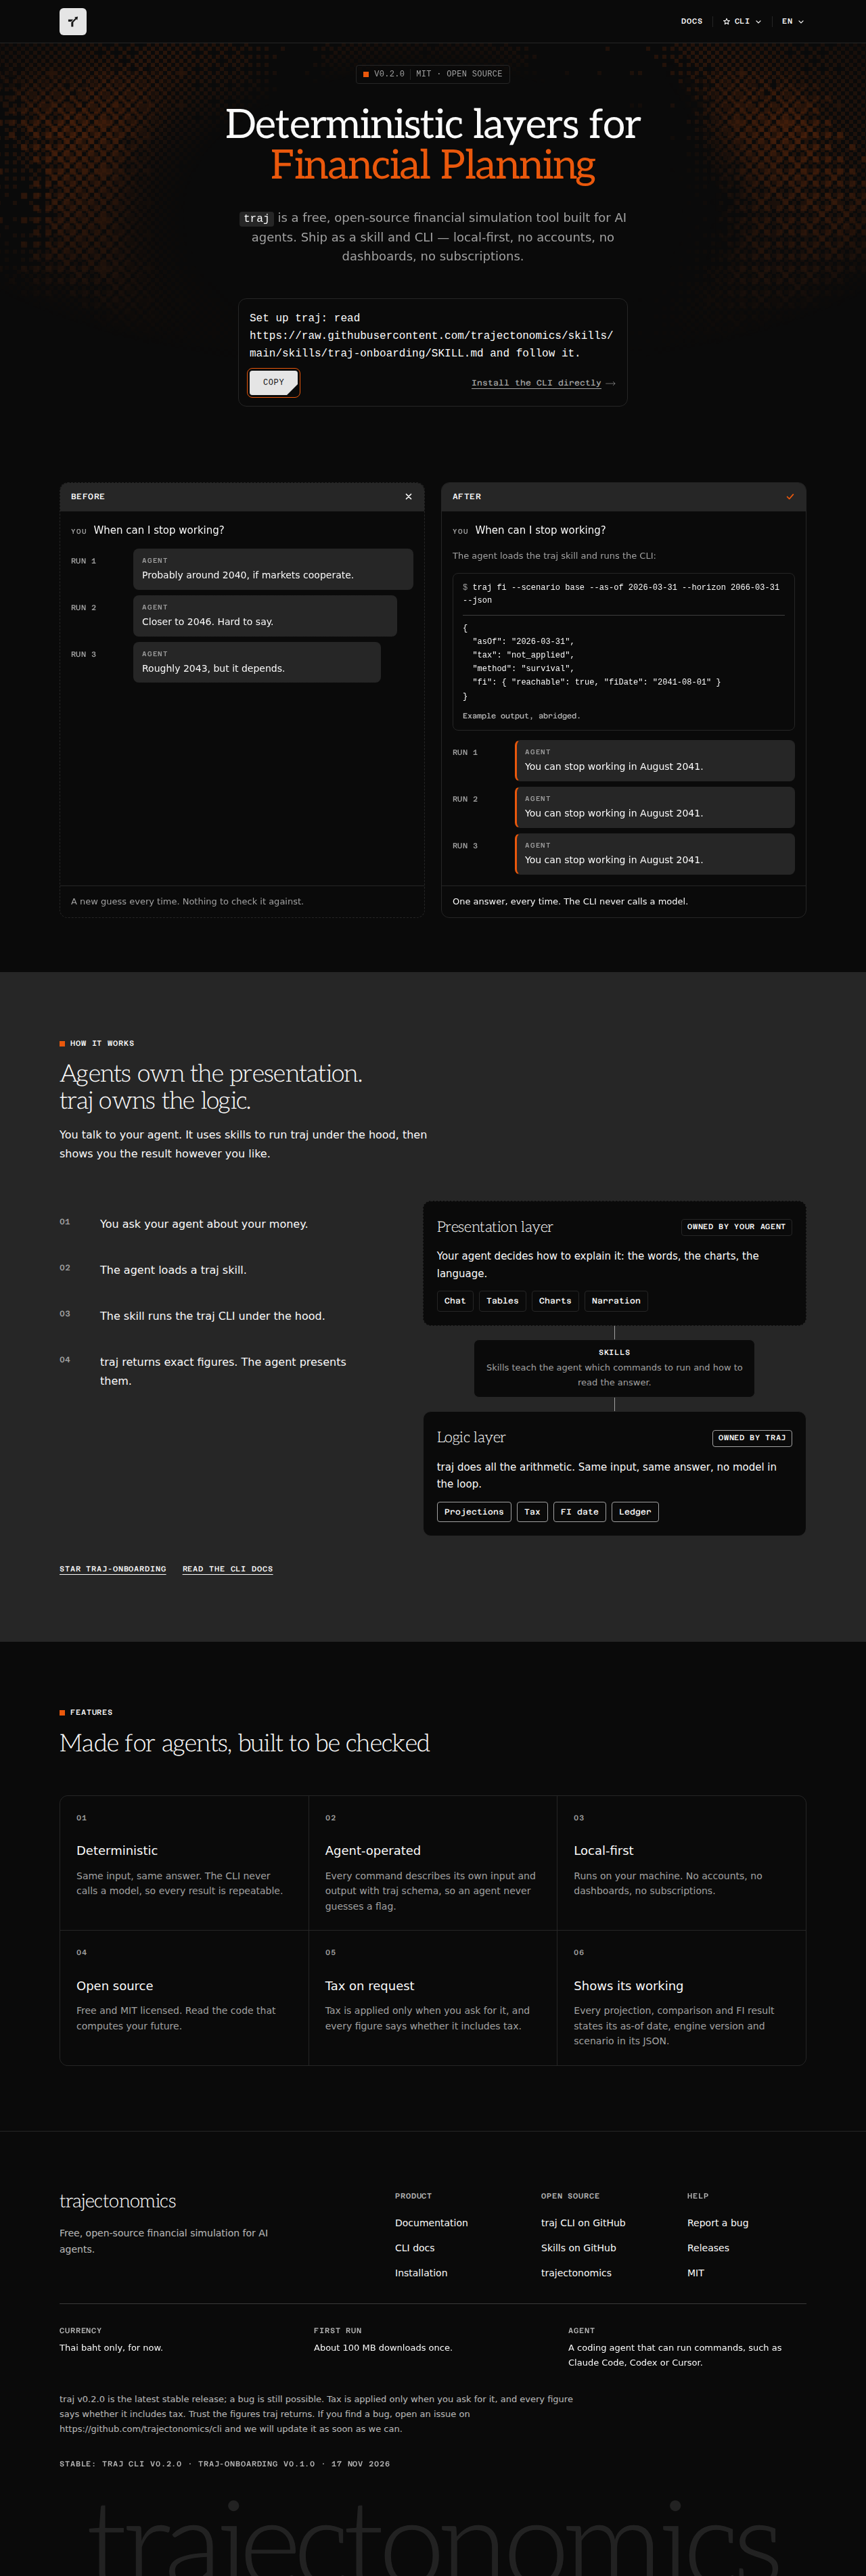 DOCS
CLI
EN
V0.2.0 MIT · OPEN SOURCE
Deterministic layers for
Financial Planning
traj is a free, open-source financial simulation tool built for AI
agents. Ship as a skill and CLI — local-first, no accounts, no
dashboards, no subscriptions.
Set up traj: read
https://raw.githubusercontent.com/trajectonomics/skills/
main/skills/traj-onboarding/SKILL.md and follow it.
COPY
Install the CLI directly →
BEFORE
YOU When can I stop working?
RUN 1
AGENT
Probably around 2040, if markets cooperate.
RUN 2
AGENT
Closer to 2046. Hard to say.
RUN 3
AGENT
Roughly 2043, but it depends.
A new guess every time. Nothing to check it against.
AFTER
YOU When can I stop working?
The agent loads the traj skill and runs the CLI:
$ traj fi --scenario base --as-of 2026-03-31 --horizon 2066-03-31
--json
{
"asOf": "2026-03-31",
"tax": "not_applied",
"method": "survival",
"fi": { "reachable": true, "fiDate": "2041-08-01" }
}
Example output, abridged.
RUN 1
AGENT
You can stop working in August 2041.
RUN 2
AGENT
You can stop working in August 2041.
RUN 3
AGENT
You can stop working in August 2041.
One answer, every time. The CLI never calls a model.
HOW IT WORKS
Agents own the presentation.
traj owns the logic.
You talk to your agent. It uses skills to run traj under the hood, then
shows you the result however you like.
01 You ask your agent about your money.
02 The agent loads a traj skill.
03 The skill runs the traj CLI under the hood.
04 traj returns exact figures. The agent presents
them.
Presentation layer
OWNED BY YOUR AGENT
Your agent decides how to explain it: the words, the charts, the
language.
Chat Tables Charts Narration
SKILLS
Skills teach the agent which commands to run and how to
read the answer.
Logic layer
OWNED BY TRAJ
traj does all the arithmetic. Same input, same answer, no model in
the loop.
Projections Tax FI date Ledger
STAR TRAJ-ONBOARDING READ THE CLI DOCS
FEATURES
Made for agents, built to be checked
01
Deterministic
Same input, same answer. The CLI never
calls a model, so every result is repeatable.
02
Agent-operated
Every command describes its own input and
output with traj schema, so an agent never
guesses a flag.
03
Local-first
Runs on your machine. No accounts, no
dashboards, no subscriptions.
04
Open source
Free and MIT licensed. Read the code that
computes your future.
05
Tax on request
Tax is applied only when you ask for it, and
every figure says whether it includes tax.
06
Shows its working
Every projection, comparison and FI result
states its as-of date, engine version and
scenario in its JSON.
trajectonomics
Free, open-source financial simulation for AI
agents.
PRODUCT
Documentation
CLI docs
Installation
OPEN SOURCE
traj CLI on GitHub
Skills on GitHub
trajectonomics
HELP
Report a bug
Releases
MIT
CURRENCY
Thai baht only, for now.
FIRST RUN
About 100 MB downloads once.
AGENT
A coding agent that can run commands, such as
Claude Code, Codex or Cursor.
traj v0.2.0 is the latest stable release; a bug is still possible. Tax is applied only when you ask for it, and every figure
says whether it includes tax. Trust the figures traj returns. If you find a bug, open an issue on
https://github.com/trajectonomics/cli and we will update it as soon as we can.
STABLE: TRAJ CLI V0.2.0 · TRAJ-ONBOARDING V0.1.0 · 17 NOV 2026
trajectonomics